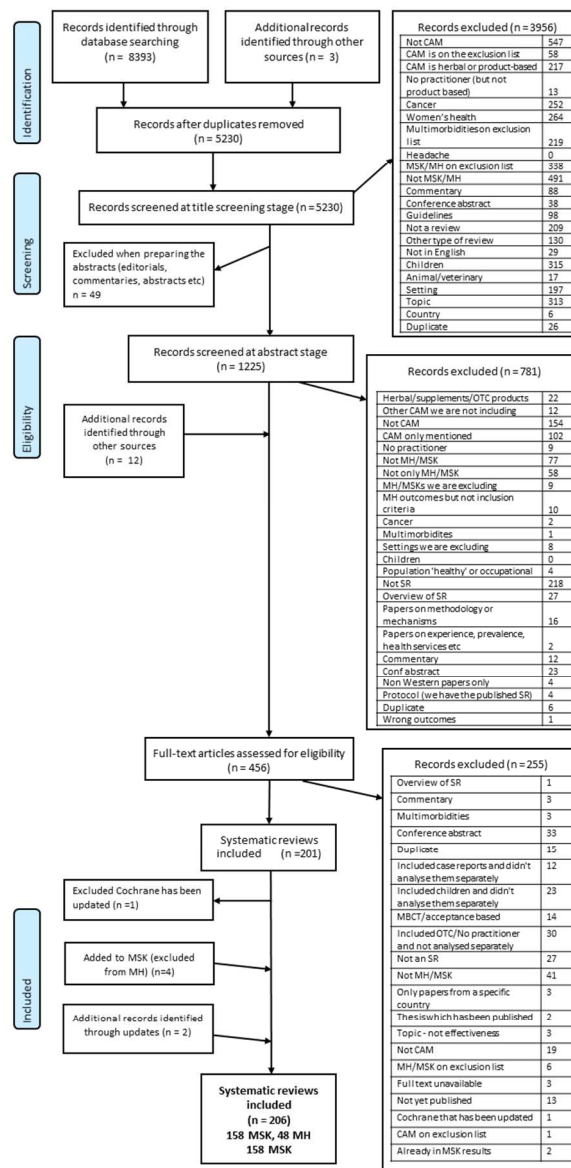 Records identified through
database searching
(n = 8393)
Additional records
identified through other
sources (n = 3)
Identification
Records after duplicates removed
(n = 5230)
Records screened at title screening stage (n =5230)
Screening
Excluded when preparing the
abstracts (editorials,
commentaries, abstracts etc)
n = 49
Records excluded (n = 3956)
Not CAM 547
CAM is on the exclusion list 58
CAM is herbal or product-based 217
No practitioner (but not
product based) 13
Cancer 252
Women's health 264
Multimorbidities on exclusion
list 219
Headache 0
MSK/MH on exclusion list 338
Not MSK/MH 491
Commentary 88
Conference abstract 38
Guidelines 98
Not a review 209
Other type of review 130
Not in English 29
Children 315
Animal/veterinary 17
Setting 197
Topic 313
Country 6
Duplicate 26
Records screened at abstract stage
(n = 1225)
Eligibility
Additional records
identified through
other sources
(n = 12)
Records excluded (n = 781)
Herbal/supplements/OTC products 22
Other CAM we are not including 12
Not CAM 154
CAM only mentioned 102
No practitioner 9
Not MH/MSK 77
Not only MH/MSK 58
MH/MSKs we are excluding 9
MH outcomes but not inclusion
criteria 10
Cancer 2
Multimorbidites 1
Settings we are excluding 8
Children 0
Population 'healthy' or occupational 4
Not SR 218
Overview of SR 27
Papers on methodology or
mechanisms 16
Papers on experience, prevalence,
health services etc 2
Commentary 12
Conf abstract 23
Non Western papers only 4
Protocol (we have the published SR) 4
Duplicate 6
Wrong outcomes 1
Full-text articles assessed for eligibility
(n = 456)
Systematic reviews
included (n =201)
Excluded Cochrane has been
updated (n =1)
Included
Added to MSK (excluded
from MH) (n=4)
Additional records identified
through updates (n = 2)
Systematic reviews
included
(n = 206)
158 MSK, 48 MH
158 MSK
Records excluded (n = 255)
Overview of SR 1
Commentary 3
Multimorbidities 3
Conference abstract 33
Duplicate 15
Included case reports and didn't
analyse them separately 12
Included children and didn't
analyse them separately 23
MBCT/acceptance based 14
Included OTC/No practitioner
and not analysed separately 30
Not an SR 27
Not MH/MSK 41
Only papers from a specific
country 3
Thesis which has been published 2
Topic - not effectiveness 3
Not CAM 19
MH/MSK on exclusion list 6
Full text unavailable 3
Not yet published 13
Cochrane that has been updated 1
CAM on exclusion list 1
Already in MSK results 2